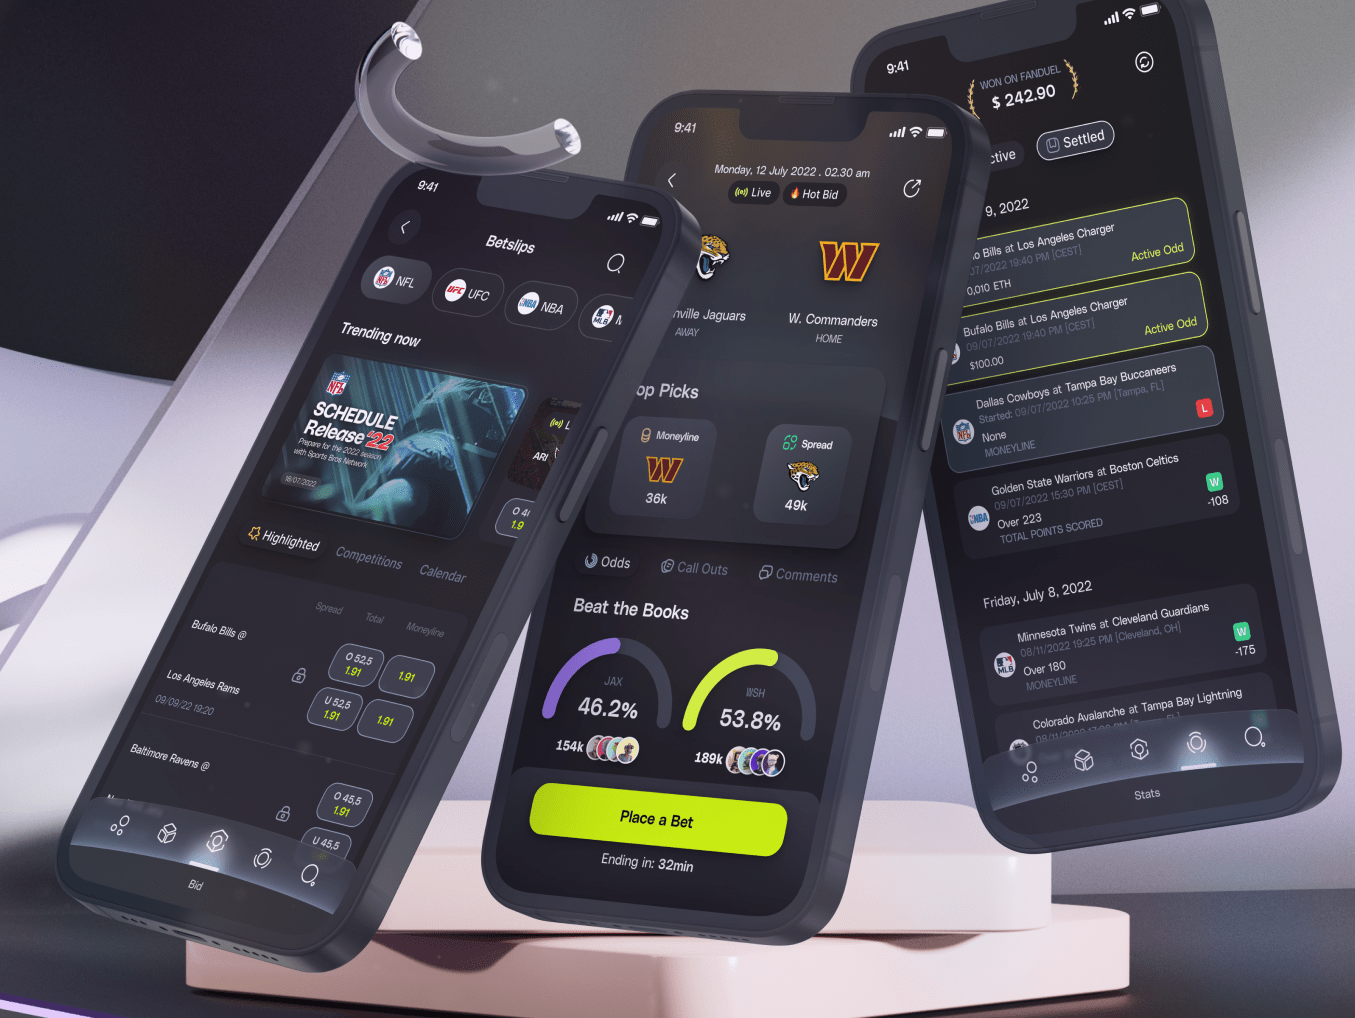 9:41
Betslips
NFL
UFC
UFC
NBA
NBA
MLB
Trending now
NFL
SCHEDULE
Release '22
Prepare for the 2022 season
with Sports Bros Network
16/07/2022
ARI
1.9
Highlighted
Competitions
Calendar
Spread
Total
Moneyline
Bufalo Bills @
O 52,5
1.91
1.91
Los Angeles Rams
U 52,5
1.91
1.91
09/09/22 19:20
Baltimore Ravens @
O 45,5
1.91
U 45,5
Bid
9:41
Monday, 12 July 2022 . 02.30 am
Live
Hot Bid
W
nville Jaguars
AWAY
W. Commanders
HOME
op Picks
Moneyline
W
36k
Spread
49k
Odds
Call Outs
Comments
Beat the Books
JAX
46.2%
154k
WSH
53.8%
189k
Place a Bet
Ending in: 32min
9:41
WON ON FANDUEL
$ 242.90
ctive
Settled
9, 2022
o Bills at Los Angeles Charger
07/2022 19:40 PM [CEST]
0,010 ETH
Active Odd
Bufalo Bills at Los Angeles Charger
09/07/2022 19:40 PM [CEST]
$100.00
Active Odd
NFL
Dallas Cowboys at Tampa Bay Buccaneers
Started: 09/07/2022 10:25 PM [Tampa, FL]
None
MONEYLINE
L
NBA
Golden State Warriors at Boston Celtics
09/07/2022 15:30 PM [CEST]
Over 223
TOTAL POINTS SCORED
W
-108
Friday, July 8, 2022
MLB
Minnesota Twins at Cleveland Guardians
08/11/2022 19:25 PM [Cleveland, OH]
Over 180
MONEYLINE
W
-175
Colorado Avalanche at Tampa Bay Lightning
Stats